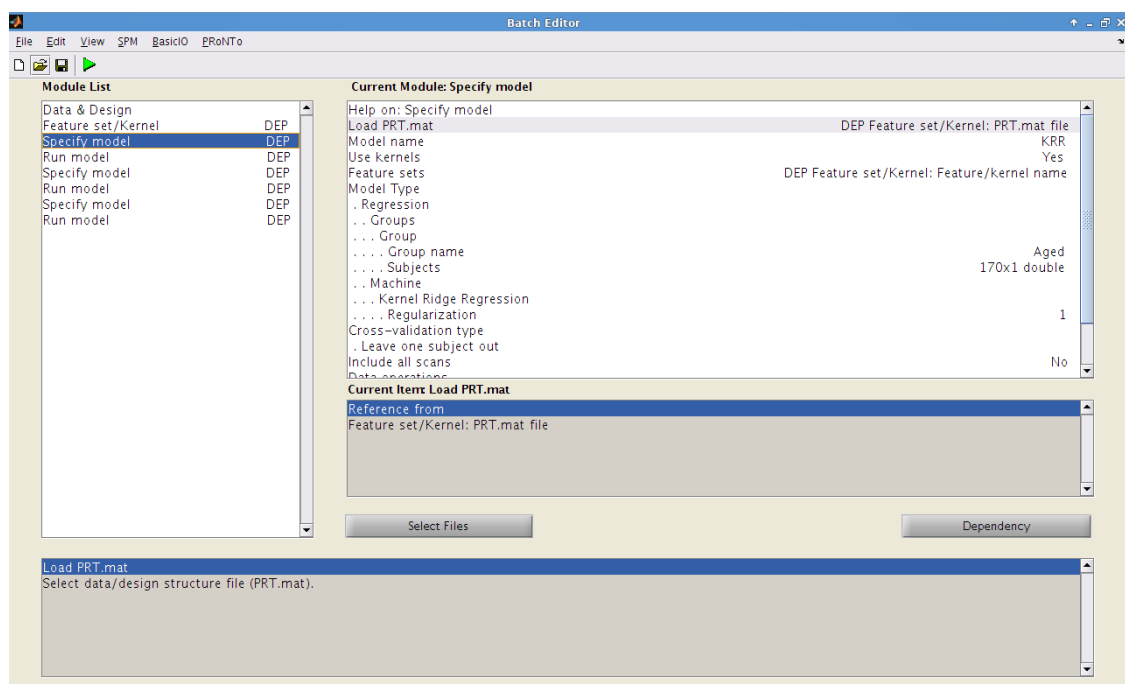 Batch Editor
File Edit View SPM BasicIO PRoNTo
Module List
Data & Design
Feature set/Kernel DEP
Specify model DEP
Run model DEP
Specify model DEP
Run model DEP
Specify model DEP
Run model DEP
Current Module: Specify model
Help on: Specify model
Load PRT.mat DEP Feature set/Kernel: PRT.mat file
Model name KRR
Use kernels Yes
Feature sets DEP Feature set/Kernel: Feature/kernel name
Model Type
. Regression
. . Groups
. . . Group
. . . . Group name Aged
. . . . Subjects 170x1 double
. . Machine
. . . Kernel Ridge Regression
. . . . Regularization 1
Cross-validation type
. Leave one subject out
Include all scans No
Data operations
Current Item: Load PRT.mat
Reference from
Feature set/Kernel: PRT.mat file
Select Files Dependency
Load PRT.mat
Select data/design structure file (PRT.mat).